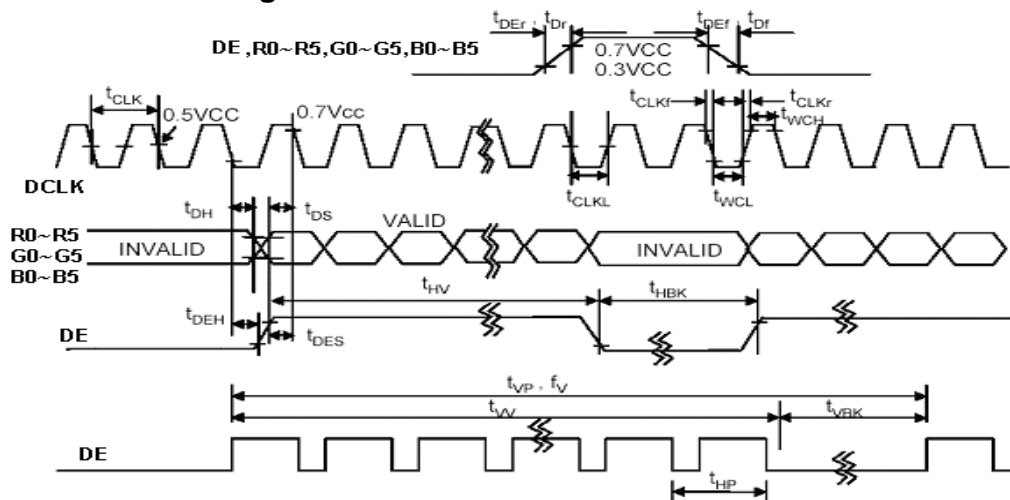 tDEr , tDr
tDEf , tDf
DE ,R0~R5,G0~G5,B0~B5
0.7VCC
0.3VCC
tCLK
0.5VCC
0.7Vcc
tCLKf
tCLKr
tWCH
DCLK
tCLKL
tWCL
tDH
tDS
VALID
R0~R5
G0~G5
B0~B5
INVALID
INVALID
tHV
tHBK
tDEH
tDES
DE
tVP , fV
tVV
tVBK
DE
tHP